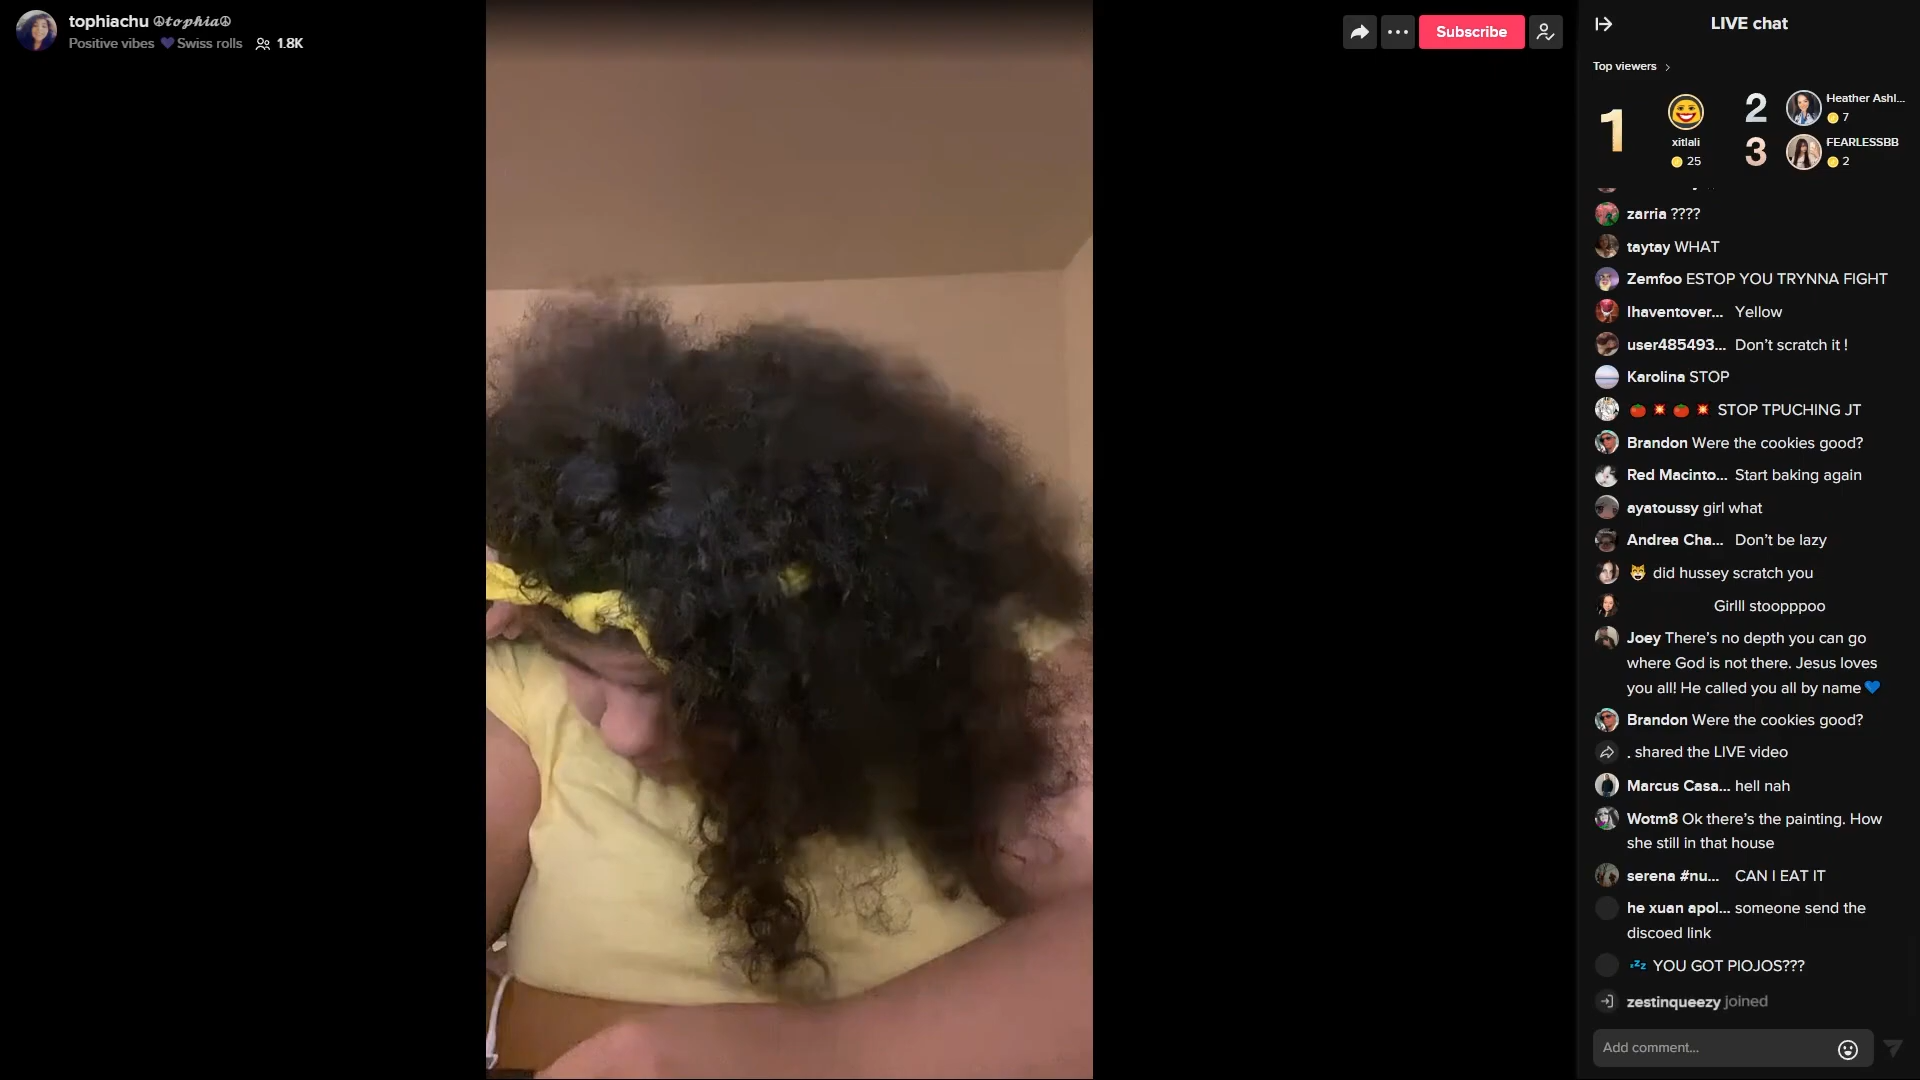 tophiachu ☮𝓽𝓸𝓹𝓱𝓲𝓪☮
Positive vibes 💜Swiss rolls 1.8K
Subscribe
LIVE chat
Top viewers
1
xitlali
25
2
Heather Ashl...
7
3
FEARLESSBB
2
zarria ????
taytay WHAT
Zemfoo ESTOP YOU TRYNNA FIGHT
Ihaventover... Yellow
user485493... Don't scratch it !
Karolina STOP
🍅 💥 🍅 💥 STOP TPUCHING JT
Brandon Were the cookies good?
Red Macinto... Start baking again
ayatoussy girl what
Andrea Cha... Don't be lazy
😸 did hussey scratch you
Girlll stoopppoo
Joey There's no depth you can go
where God is not there. Jesus loves
you all! He called you all by name💙
Brandon Were the cookies good?
. shared the LIVE video
Marcus Casa... hell nah
Wotm8 Ok there's the painting. How
she still in that house
serena #nu... CAN I EAT IT
he xuan apol... someone send the
discoed link
💤 YOU GOT PIOJOS???
zestinqueezy joined
Add comment...